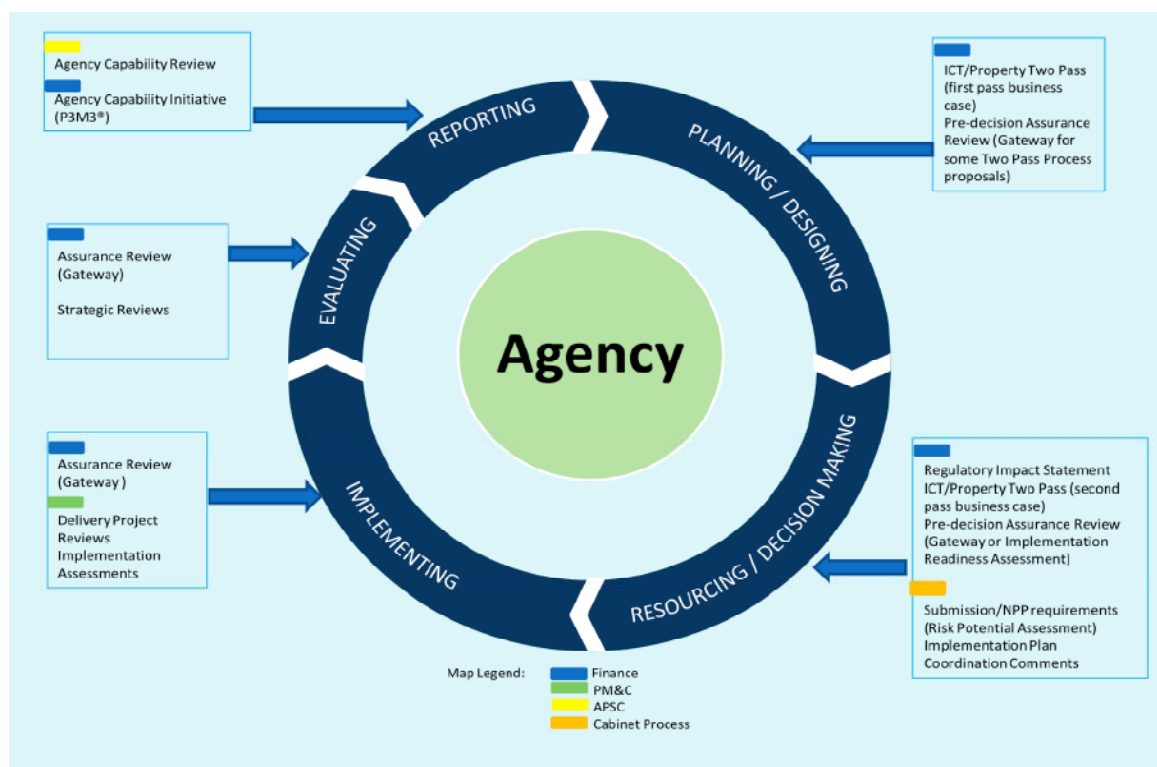 Agency Capability Review
Agency Capability Initiative
(P3M3®)
ICT/Property Two Pass
(first pass business
case)
Pre-decision Assurance
Review (Gateway for
some Two Pass Process
proposals)
REPORTING
PLANNING / DESIGNING
EVALUATING
Assurance Review
(Gateway)
Strategic Reviews
Agency
Assurance Review
(Gateway )
Delivery Project
Reviews
Implementation
Assessments
IMPLEMENTING
RESOURCING / DECISION MAKING
Regulatory Impact Statement
ICT/Property Two Pass (second
pass business case)
Pre-decision Assurance Review
(Gateway or Implementation
Readiness Assessment)
Submission/NPP requirements
(Risk Potential Assessment)
Implementation Plan
Coordination Comments
Map Legend:
Finance
PM&C
APSC
Cabinet Process